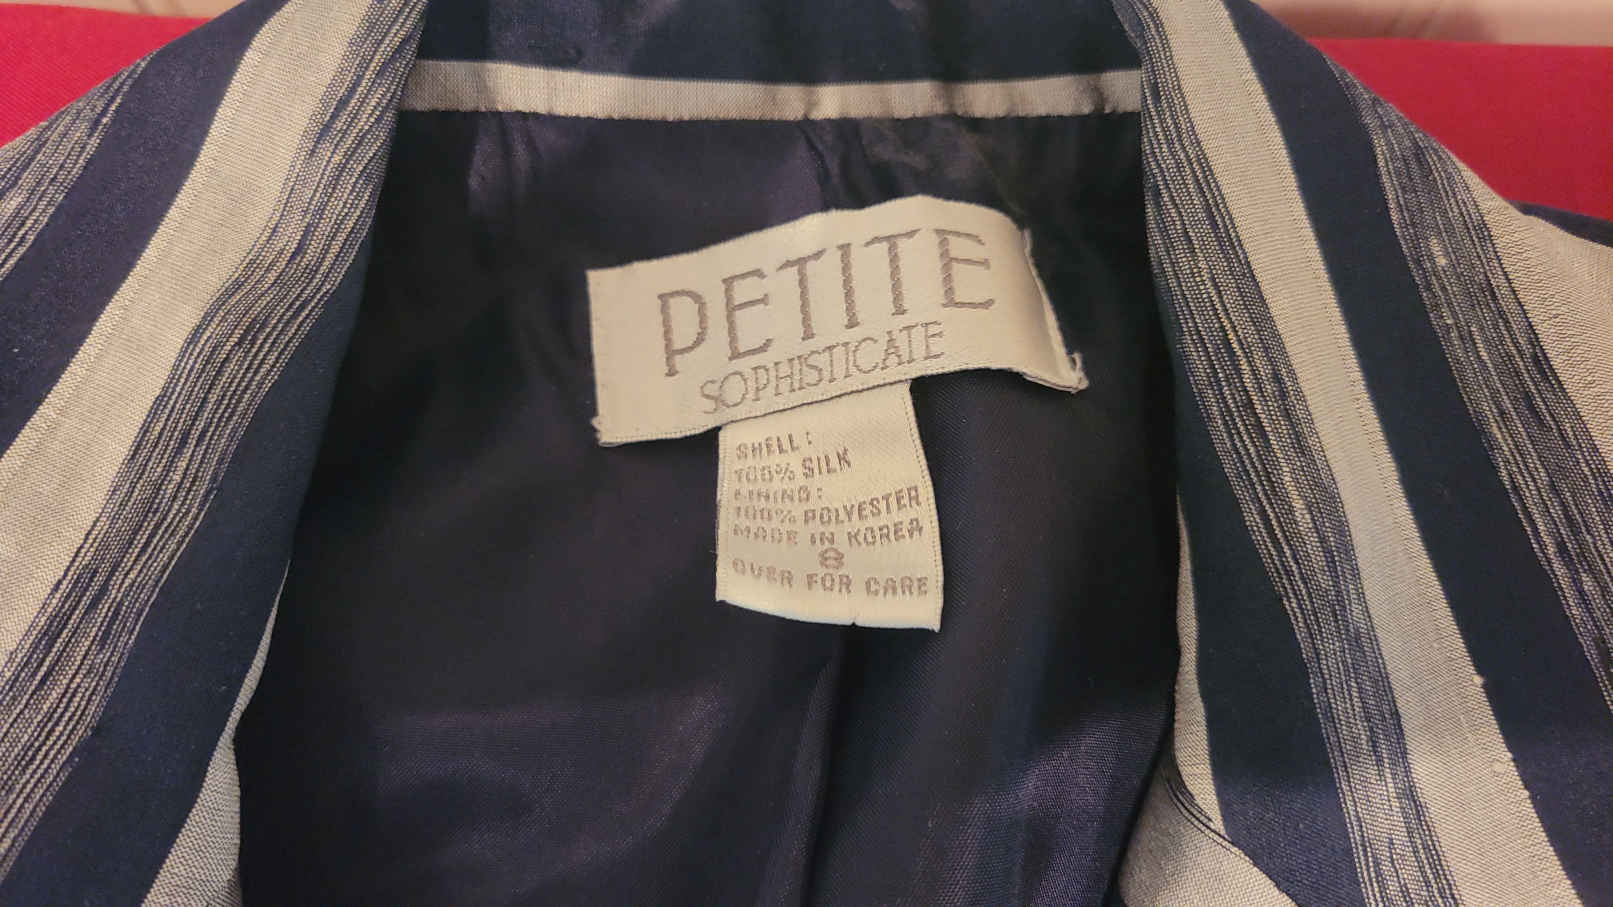 PETITE
SOPHISTICATE
SHELL:
100% SILK
LINING:
100% POLYESTER
MADE IN KOREA
8
OVER FOR CARE